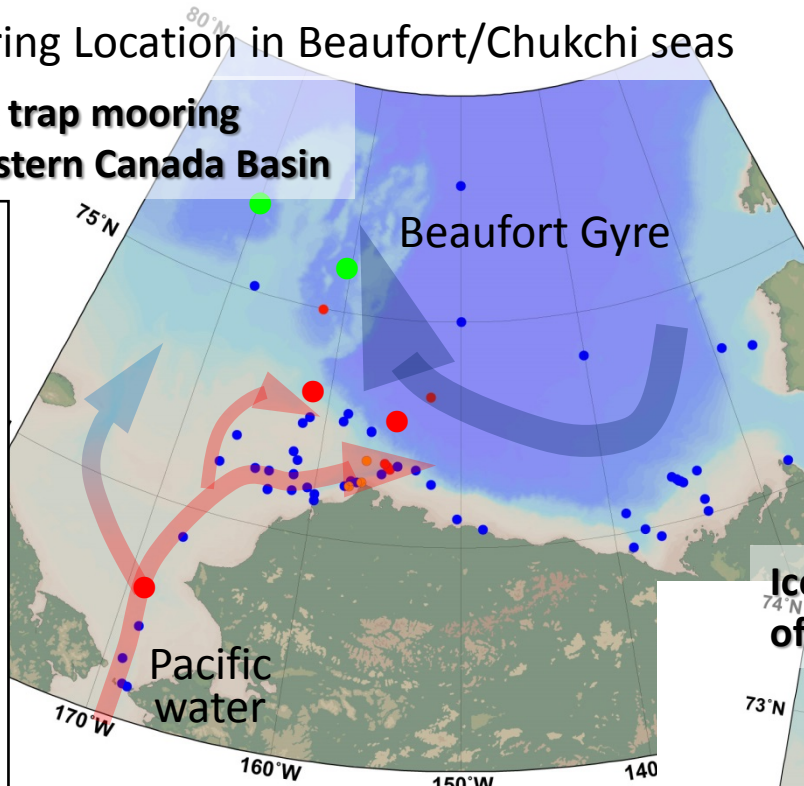 80°N
ring Location in Beaufort/Chukchi seas
trap mooring
stern Canada Basin
75°N
Beaufort Gyre
Pacific
water
Ice
74°N
of
73°N
170°W
160°W
150°W
140